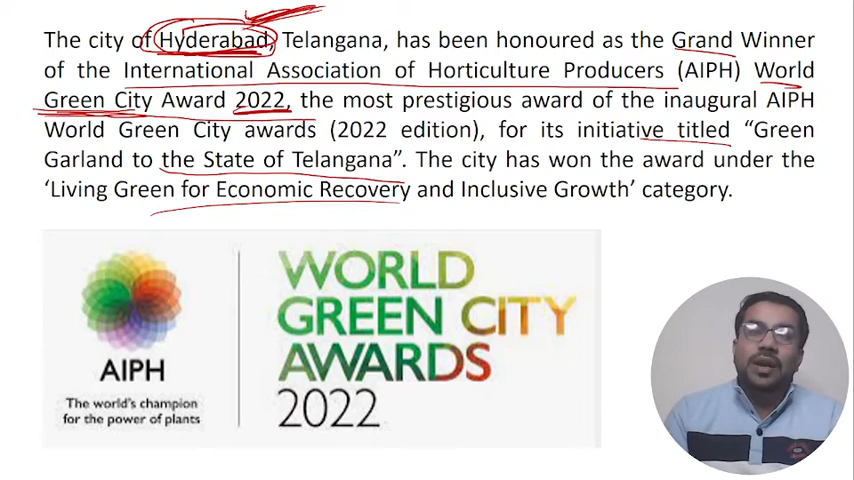 The city of Hyderabad, Telangana, has been honoured as the Grand Winner
of the International Association of Horticulture Producers (AIPH) World
Green City Award 2022, the most prestigious award of the inaugural AIPH
World Green City awards (2022 edition), for its initiative titled “Green
Garland to the State of Telangana”. The city has won the award under the
‘Living Green for Economic Recovery and Inclusive Growth’ category.
AIPH
The world's champion
for the power of plants
WORLD
GREEN CITY
AWARDS
2022